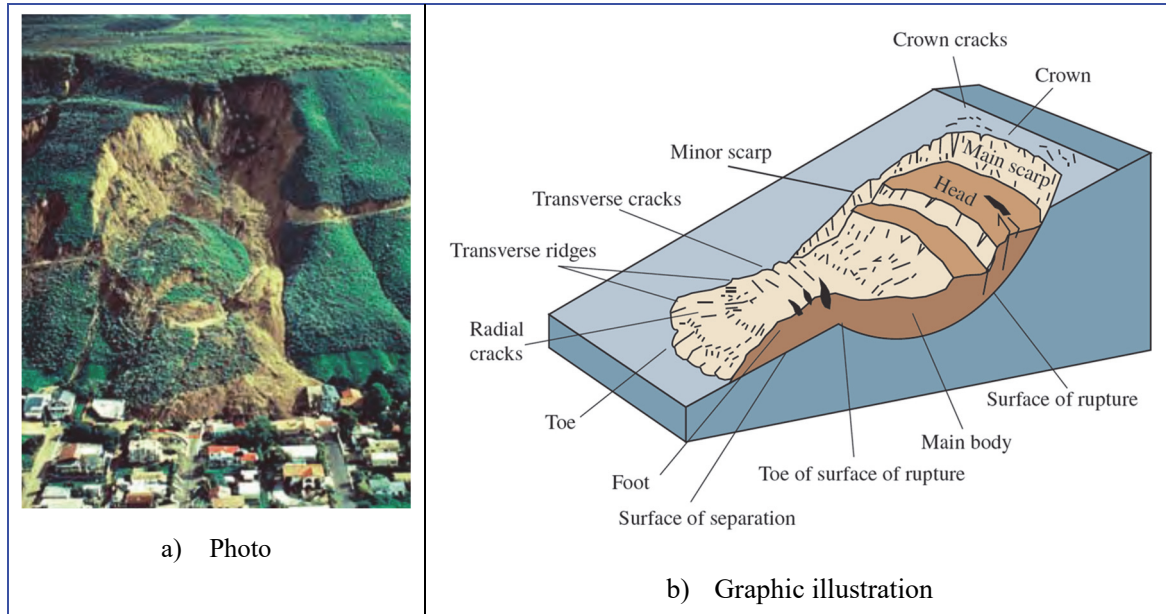 a) Photo
Crown cracks
Crown
Minor scarp
Main scarp
Head
Transverse cracks
Transverse ridges
Radial
cracks
Toe
Surface of rupture
Main body
Toe of surface of rupture
Foot
Surface of separation
b) Graphic illustration